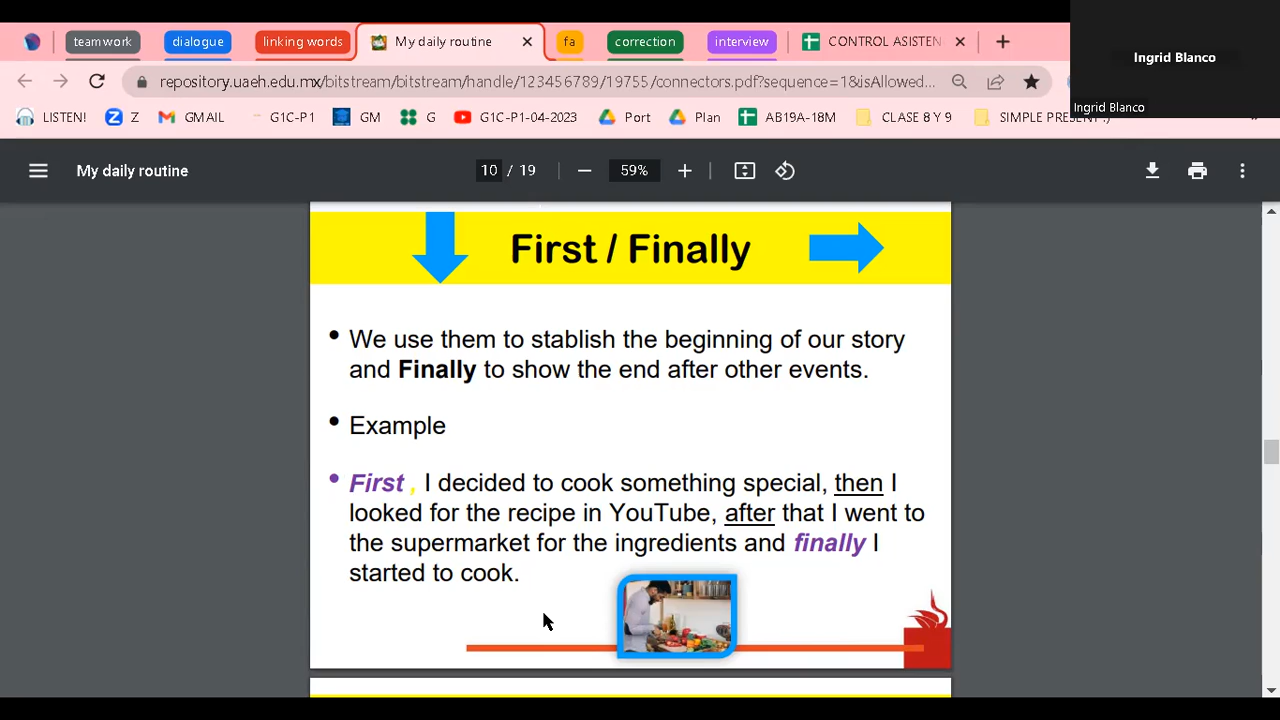 teamwork dialogue linking words My daily routine fa correction interview CONTROL ASISTEN
Ingrid Blanco
repository.uaeh.edu.mx/bitstream/bitstream/handle/123456789/19755/connectors.pdf?sequence=1&isAllowed...
Ingrid Blanco
LISTEN! Z GMAIL G1C-P1 GM G G1C-P1-04-2023 Port Plan AB19A-18M CLASE 8 Y 9 SIMPLE PRESENT :)
My daily routine 10 / 19 59%
First / Finally
• We use them to stablish the beginning of our story
and Finally to show the end after other events.
• Example
• First , I decided to cook something special, then I
looked for the recipe in YouTube, after that I went to
the supermarket for the ingredients and finally I
started to cook.